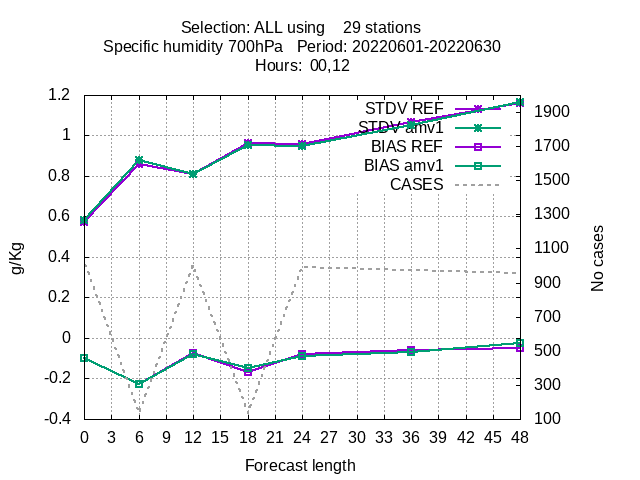 Selection: ALL using    29 stations
Specific humidity 700hPa   Period: 20220601-20220630
Hours:  00,12
STDV REF
STDV amv1
BIAS REF
BIAS amv1
CASES
1.2
1
0.8
0.6
0.4
0.2
0
-0.2
-0.4
g/Kg
1900
1700
1500
1300
1100
900
700
500
300
100
No cases
0 3 6 9 12 15 18 21 24 27 30 33 36 39 42 45 48
Forecast length